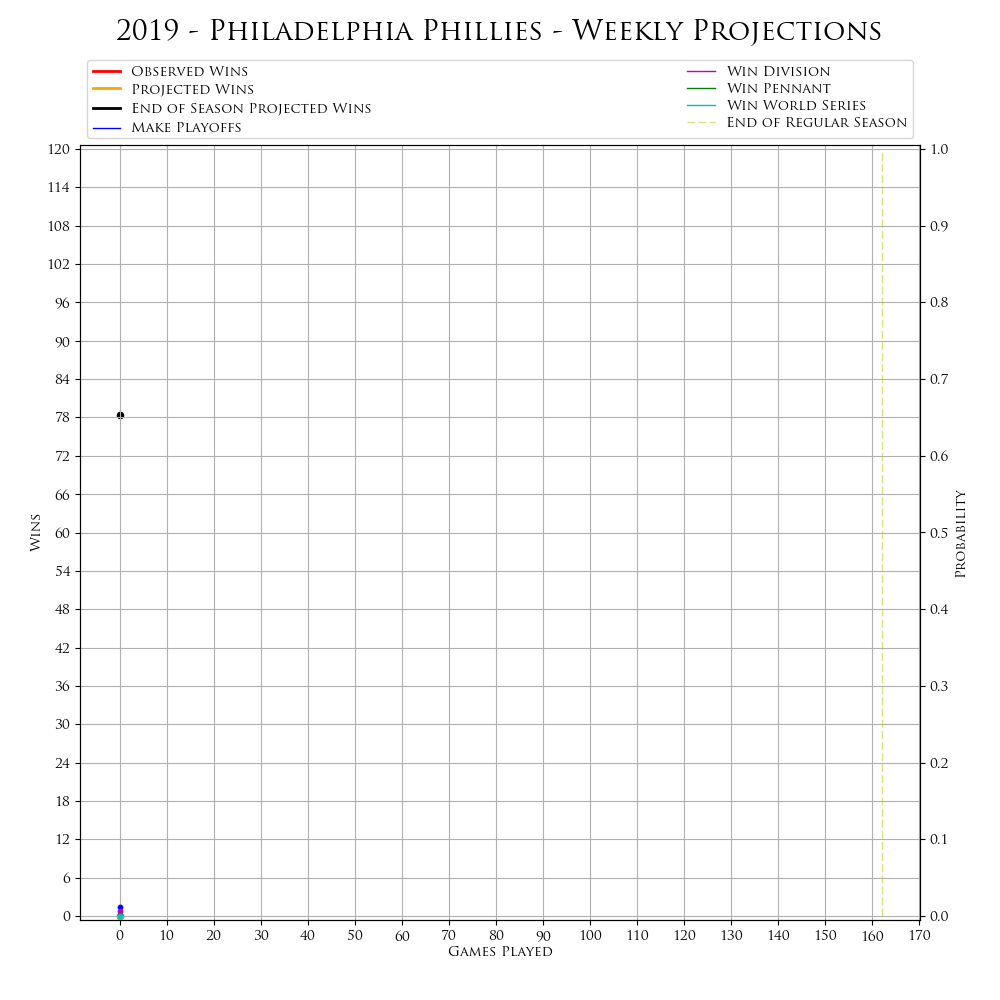 2019 - Philadelphia Phillies - Weekly Projections
Observed Wins
Projected Wins
End of Season Projected Wins
Make Playoffs
Win Division
Win Pennant
Win World Series
End of Regular Season
120
114
108
102
96
90
84
78
72
66
60
54
48
42
36
30
24
18
12
6
0
Wins
1.0
0.9
0.8
0.7
0.6
0.5
0.4
0.3
0.2
0.1
0.0
Probability
0 10 20 30 40 50 60 70 80 90 100 110 120 130 140 150 160 170
Games Played